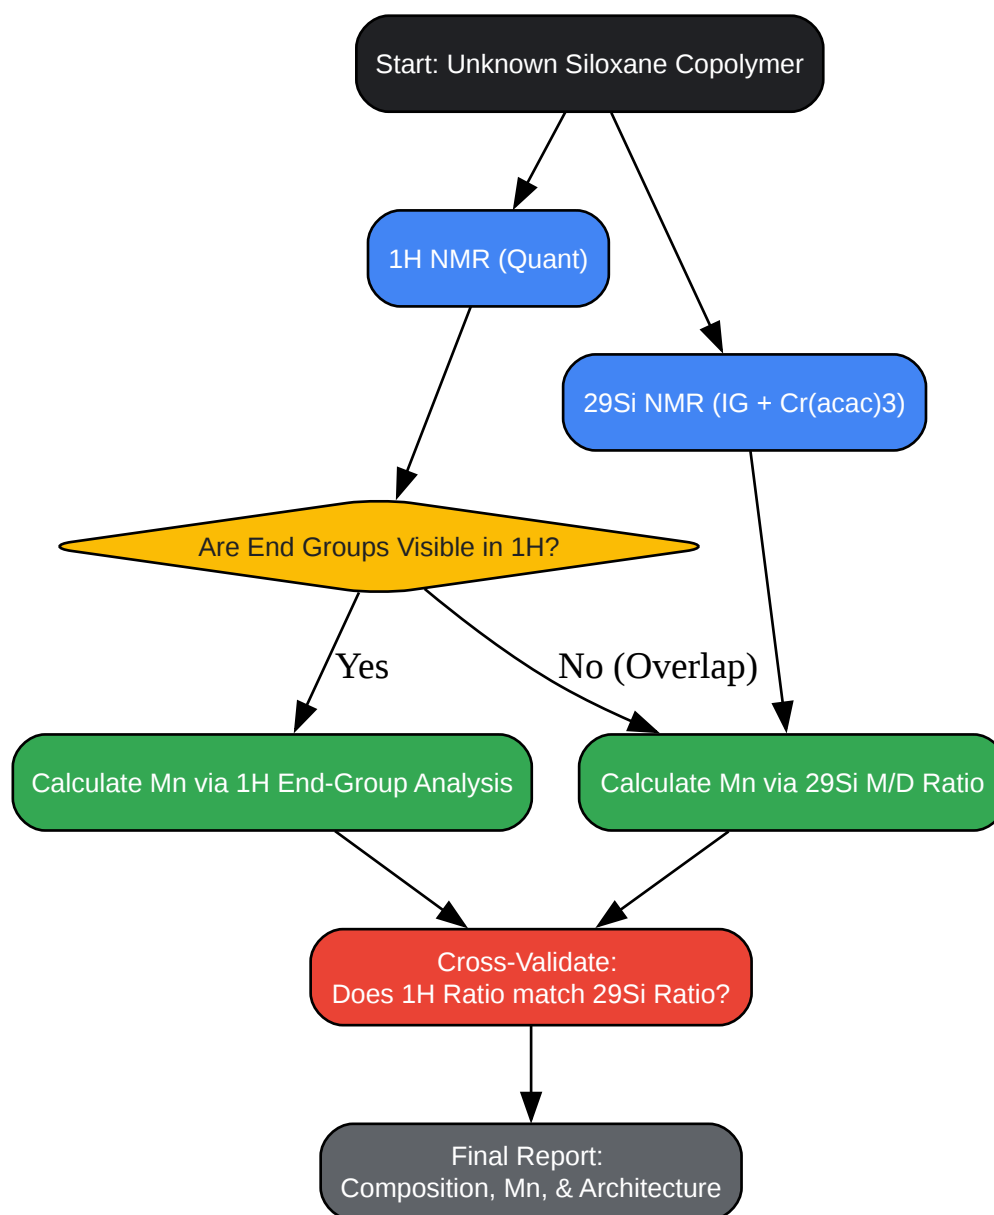 Start: Unknown Siloxane Copolymer
1H NMR (Quant)
29Si NMR (IG + Cr(acac)3)
Are End Groups Visible in 1H?
Yes
No (Overlap)
Calculate Mn via 1H End-Group Analysis
Calculate Mn via 29Si M/D Ratio
Cross-Validate:
Does 1H Ratio match 29Si Ratio?
Final Report:
Composition, Mn, & Architecture